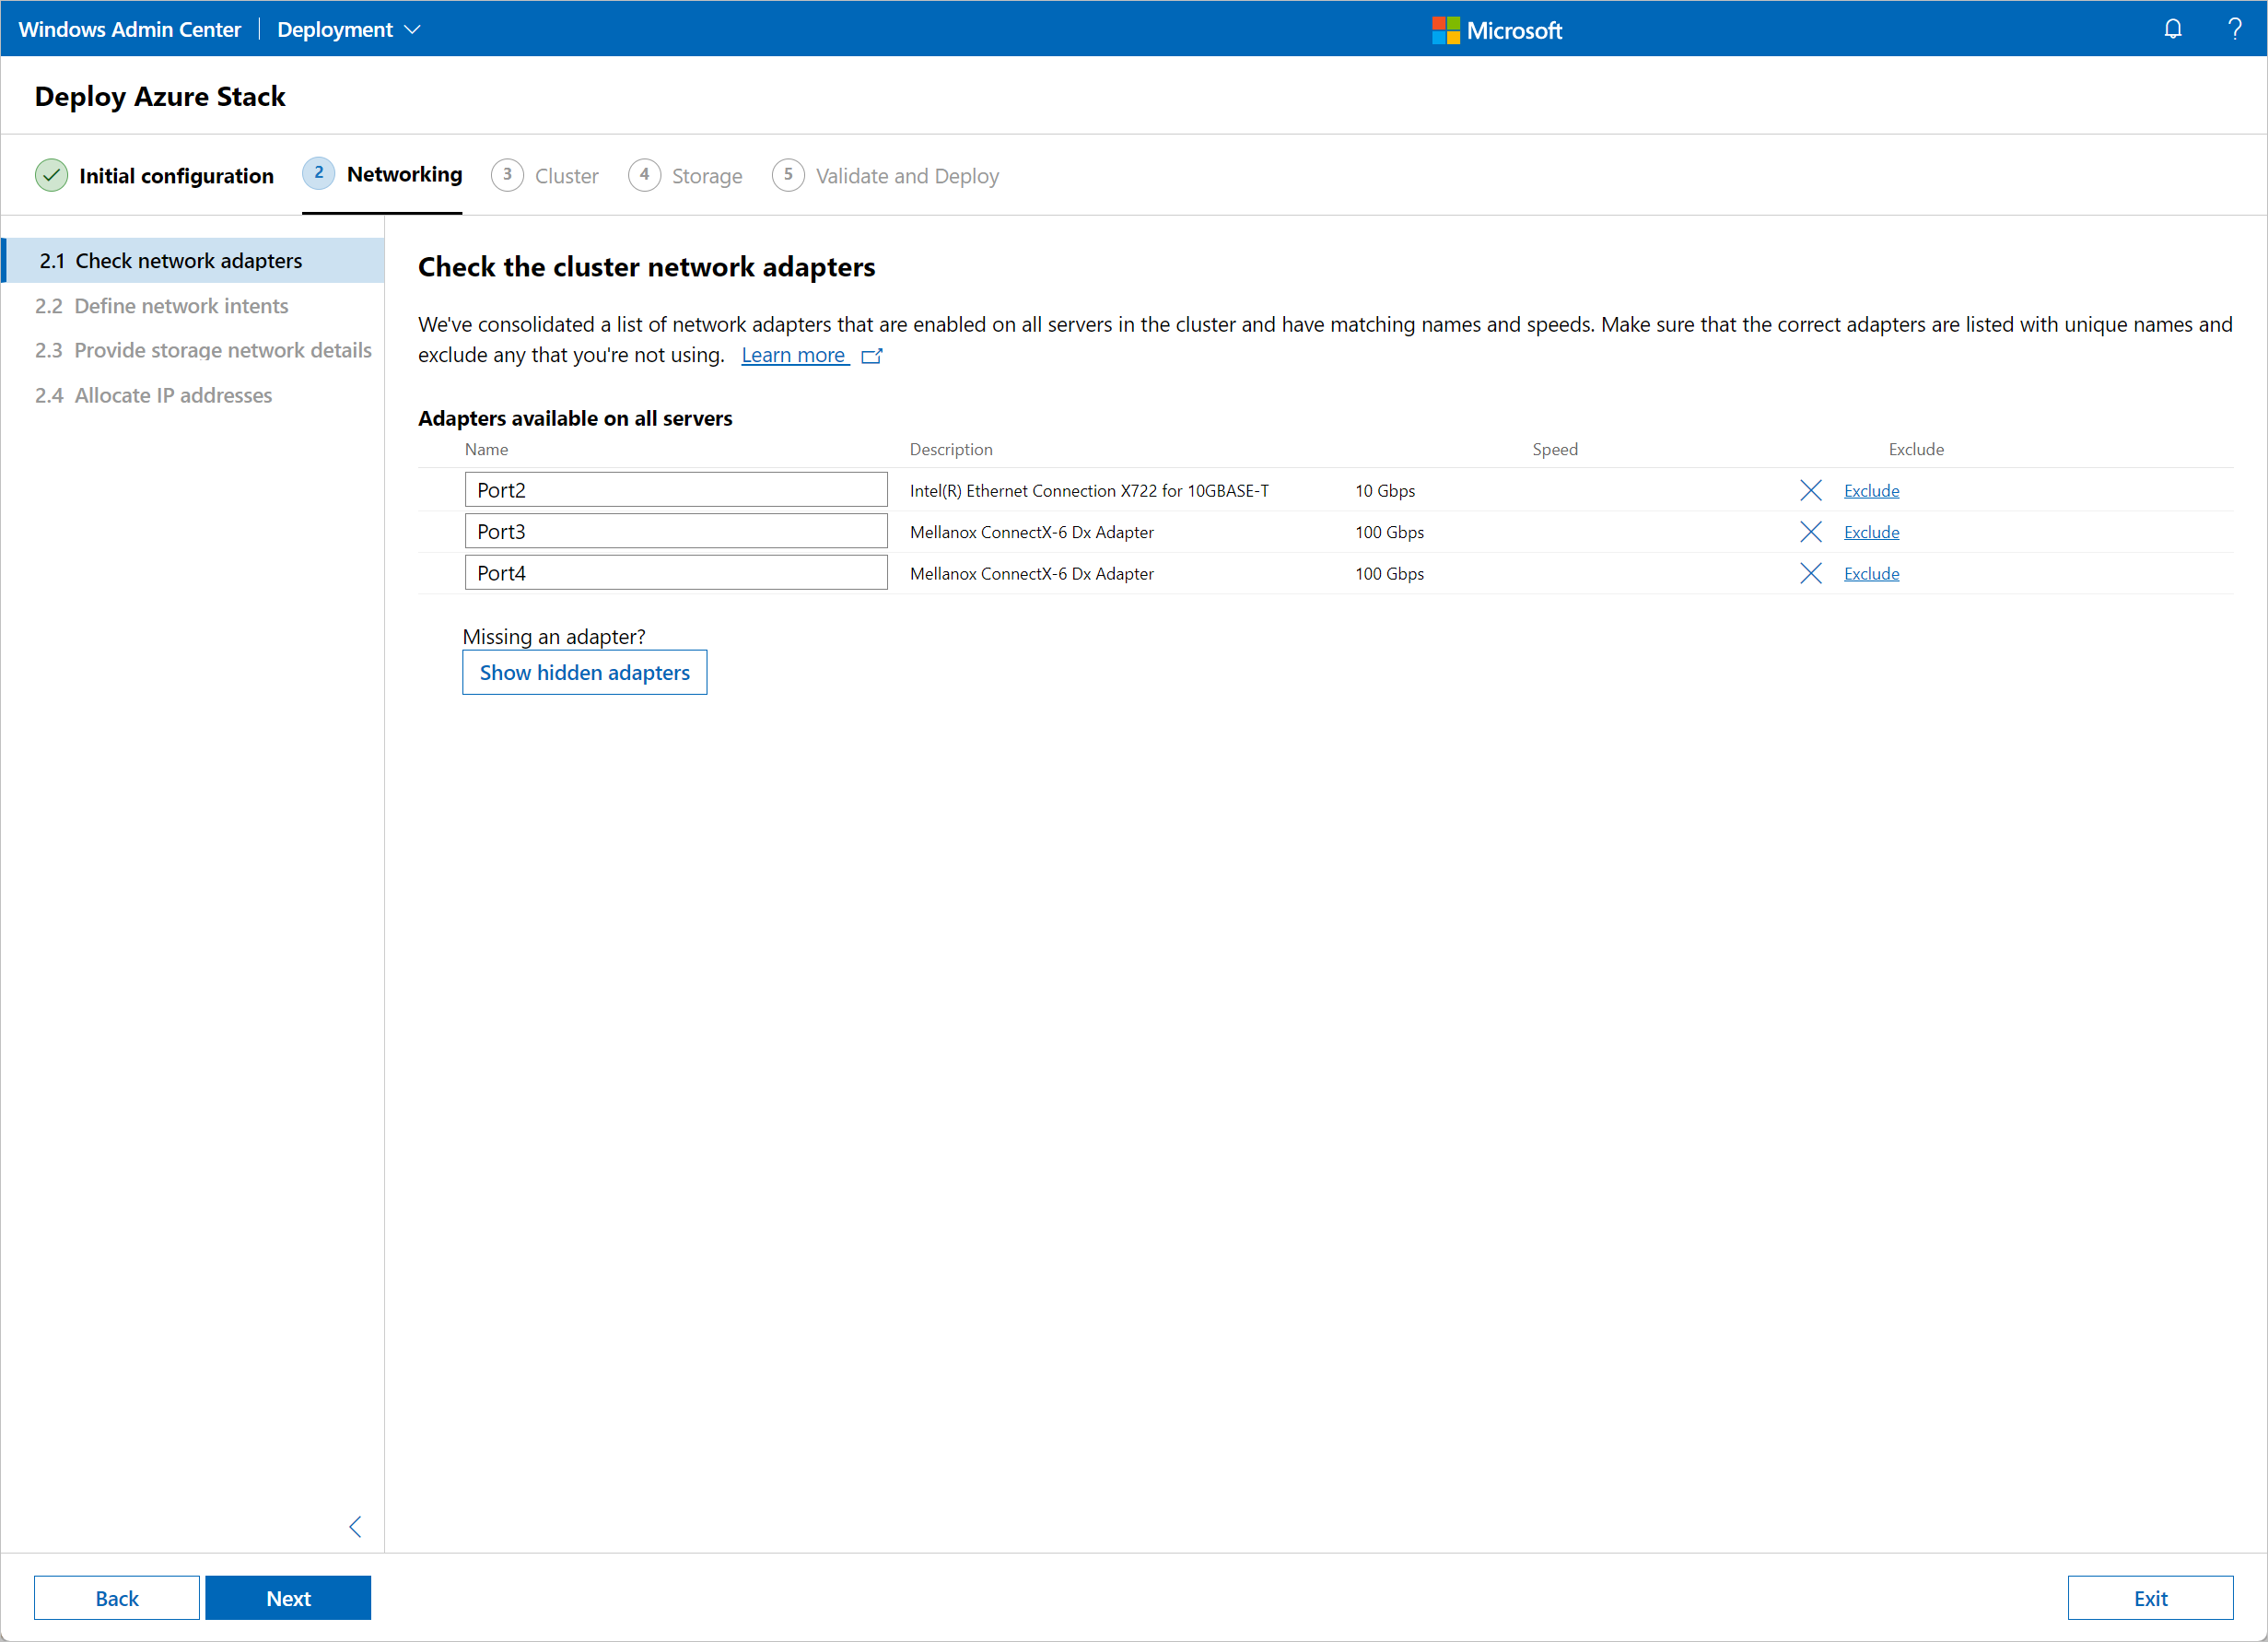 Windows Admin Center Deployment Microsoft ?
Deploy Azure Stack
Initial configuration 2 Networking 3 Cluster 4 Storage 5 Validate and Deploy
2.1 Check network adapters
2.2 Define network intents
2.3 Provide storage network details
2.4 Allocate IP addresses
Check the cluster network adapters
We've consolidated a list of network adapters that are enabled on all servers in the cluster and have matching names and speeds. Make sure that the correct adapters are listed with unique names and
exclude any that you're not using. Learn more
Adapters available on all servers
Name Description Speed Exclude
Port2 Intel(R) Ethernet Connection X722 for 10GBASE-T 10 Gbps Exclude
Port3 Mellanox ConnectX-6 Dx Adapter 100 Gbps Exclude
Port4 Mellanox ConnectX-6 Dx Adapter 100 Gbps Exclude
Missing an adapter?
Show hidden adapters
Back Next Exit